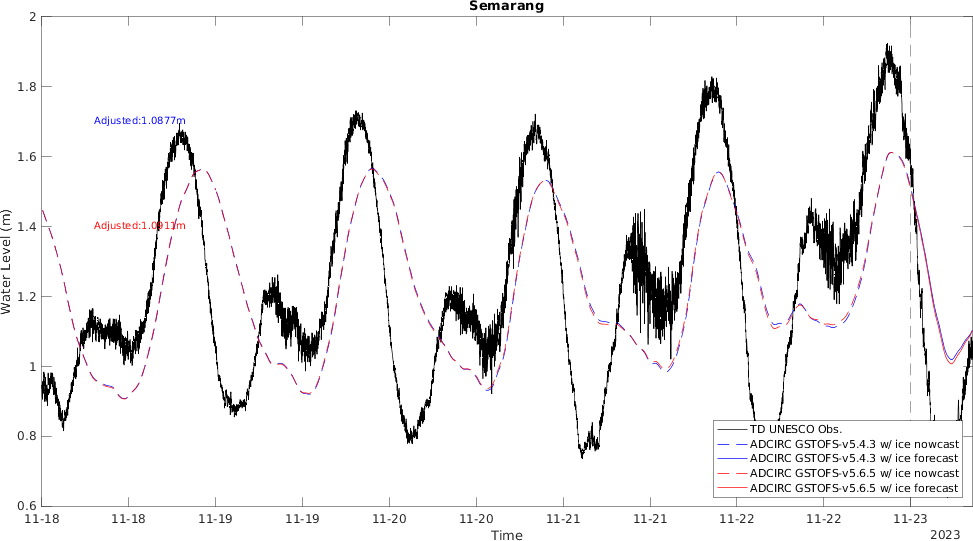 Semarang
2
1.8
1.6
1.4
1.2
1
0.8
0.6
Water Level (m)
Adjusted:1.0877m
Adjusted:1.0911m
TD UNESCO Obs.
ADCIRC GSTOFS-v5.4.3 w/ ice nowcast
ADCIRC GSTOFS-v5.4.3 w/ ice forecast
ADCIRC GSTOFS-v5.6.5 w/ ice nowcast
ADCIRC GSTOFS-v5.6.5 w/ ice forecast
11-18 11-18 11-19 11-19 11-20 11-20 11-21 11-21 11-22 11-22 11-23
Time
2023